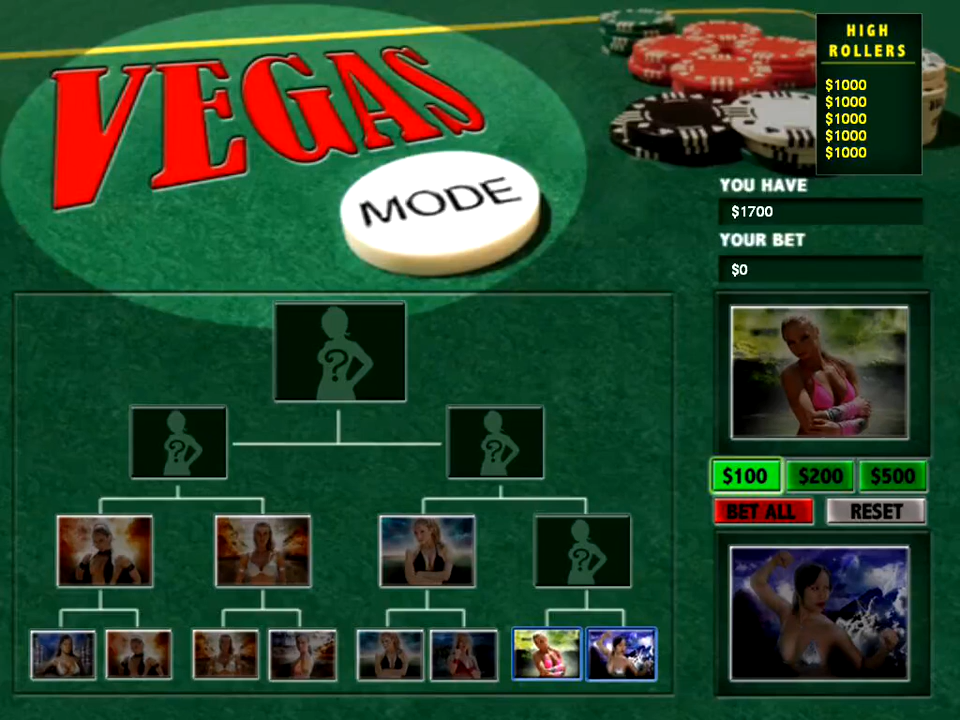 VEGAS
MODE
HIGH
ROLLERS
$1000
$1000
$1000
$1000
$1000
YOU HAVE
$1700
YOUR BET
$0
?
?
?
$100 $200 $500
BET ALL RESET
?